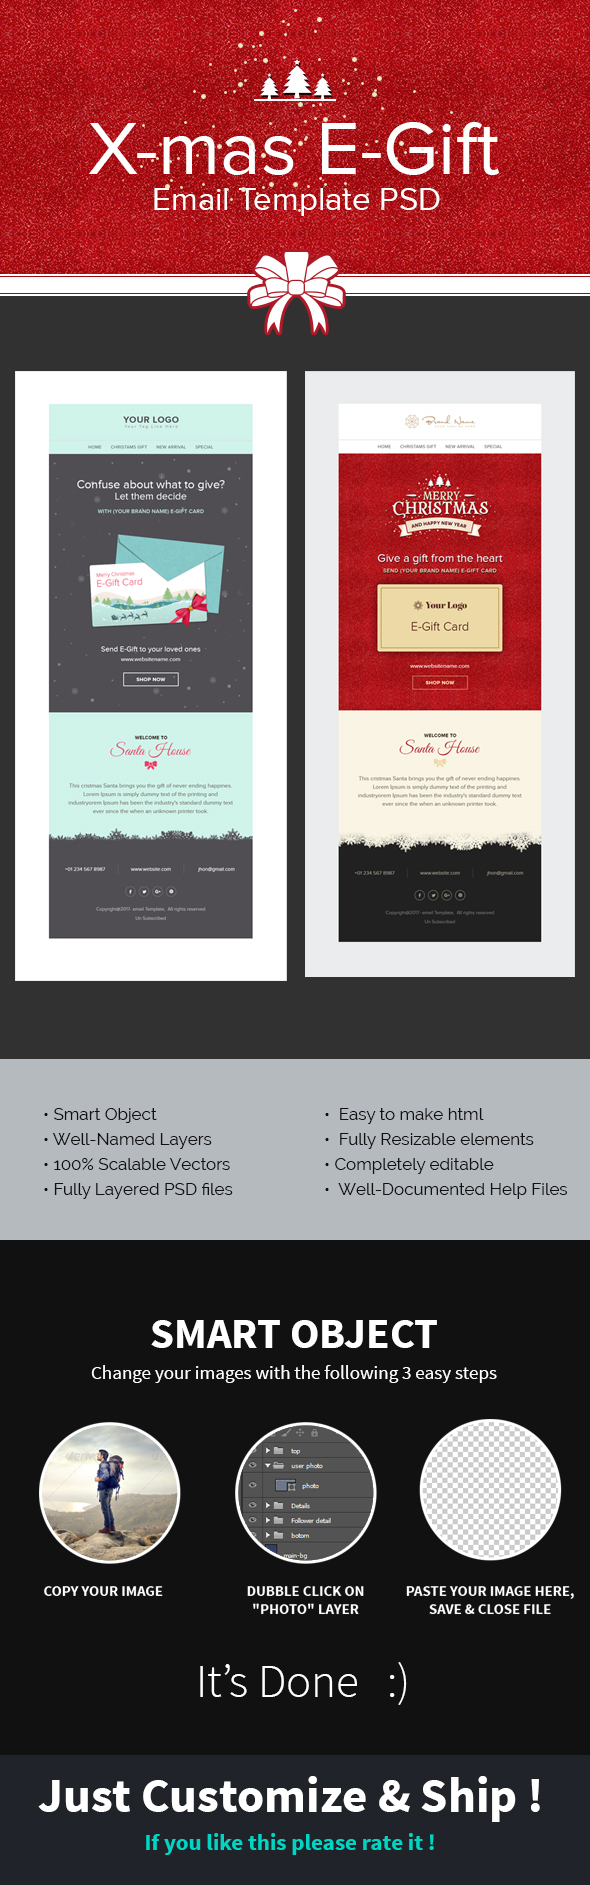 X-mas E-Gift
Email Template PSD
YOUR LOGO
Your Tag Line Here
HOME CHRISTAMS GIFT NEW ARRIVAL SPECIAL
Confuse about what to give?
Let them decide
WITH (YOUR BRAND NAME) E-GIFT CARD
Merry Christmas
E-Gift Card
Send E-Gift to your loved ones
www.websitename.com
SHOP NOW
WELCOME TO
Santa House
This cristmas Santa brings you the gift of never ending happines.
Lorem Ipsum is simply dummy text of the printing and
industryorem Ipsum has been the industry's standard dummy text
ever since the when an unknown printer took.
+01 234 567 8987 www.website.com jhon@gmail.com
Copyright@2017- email Template, All rights reserved
Un Subscribed
Brand Name
HOME CHRISTAMS GIFT NEW ARRIVAL SPECIAL
MERRY
CHRISTMAS
AND HAPPY NEW YEAR
Give a gift from the heart
SEND (YOUR BRAND NAME) E-GIFT CARD
Your Logo
E-Gift Card
www.websitename.com
SHOP NOW
WELCOME TO
Santa House
This cristmas Santa brings you the gift of never ending happines.
Lorem Ipsum is simply dummy text of the printing and
industryorem Ipsum has been the industry's standard dummy text
ever since the when an unknown printer took.
+01 234 567 8987 www.website.com jhon@gmail.com
Copyright@2017- email Template, All rights reserved
Un Subscribed
• Smart Object
• Well-Named Layers
• 100% Scalable Vectors
• Fully Layered PSD files
• Easy to make html
• Fully Resizable elements
• Completely editable
• Well-Documented Help Files
SMART OBJECT
Change your images with the following 3 easy steps
top
user photo
photo
Details
Follower detail
botom
main-bg
COPY YOUR IMAGE
DUBBLE CLICK ON
"PHOTO" LAYER
PASTE YOUR IMAGE HERE,
SAVE & CLOSE FILE
It's Done :)
Just Customize & Ship !
If you like this please rate it !